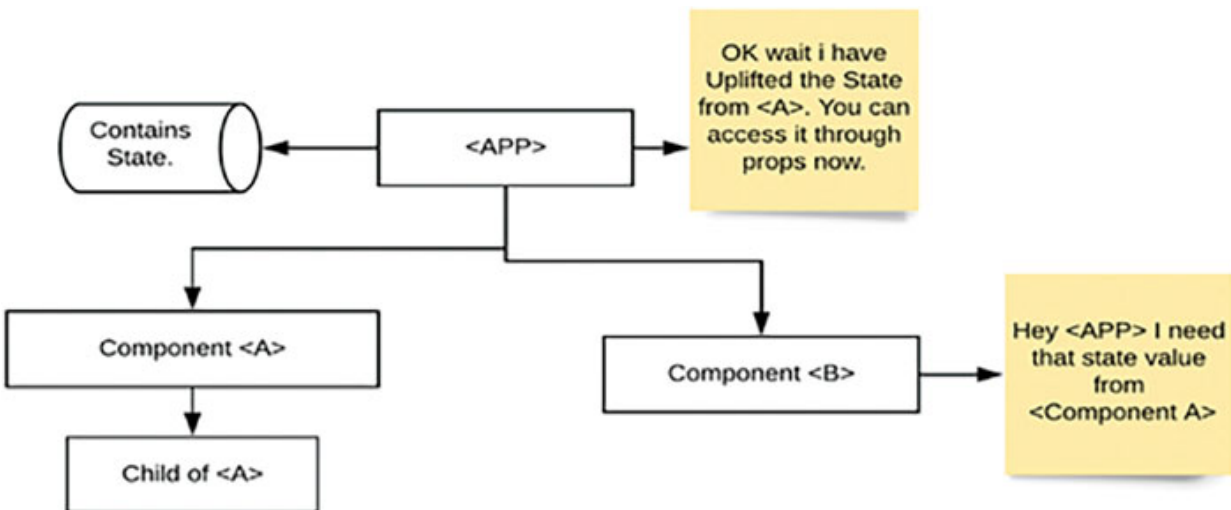 OK wait i have
Uplifted the State
from <A>. You can
access it through
props now.
Contains
State.
<APP>
Component <A>
Component <B>
Hey <APP> I need
that state value
from
<Component A>
Child of <A>